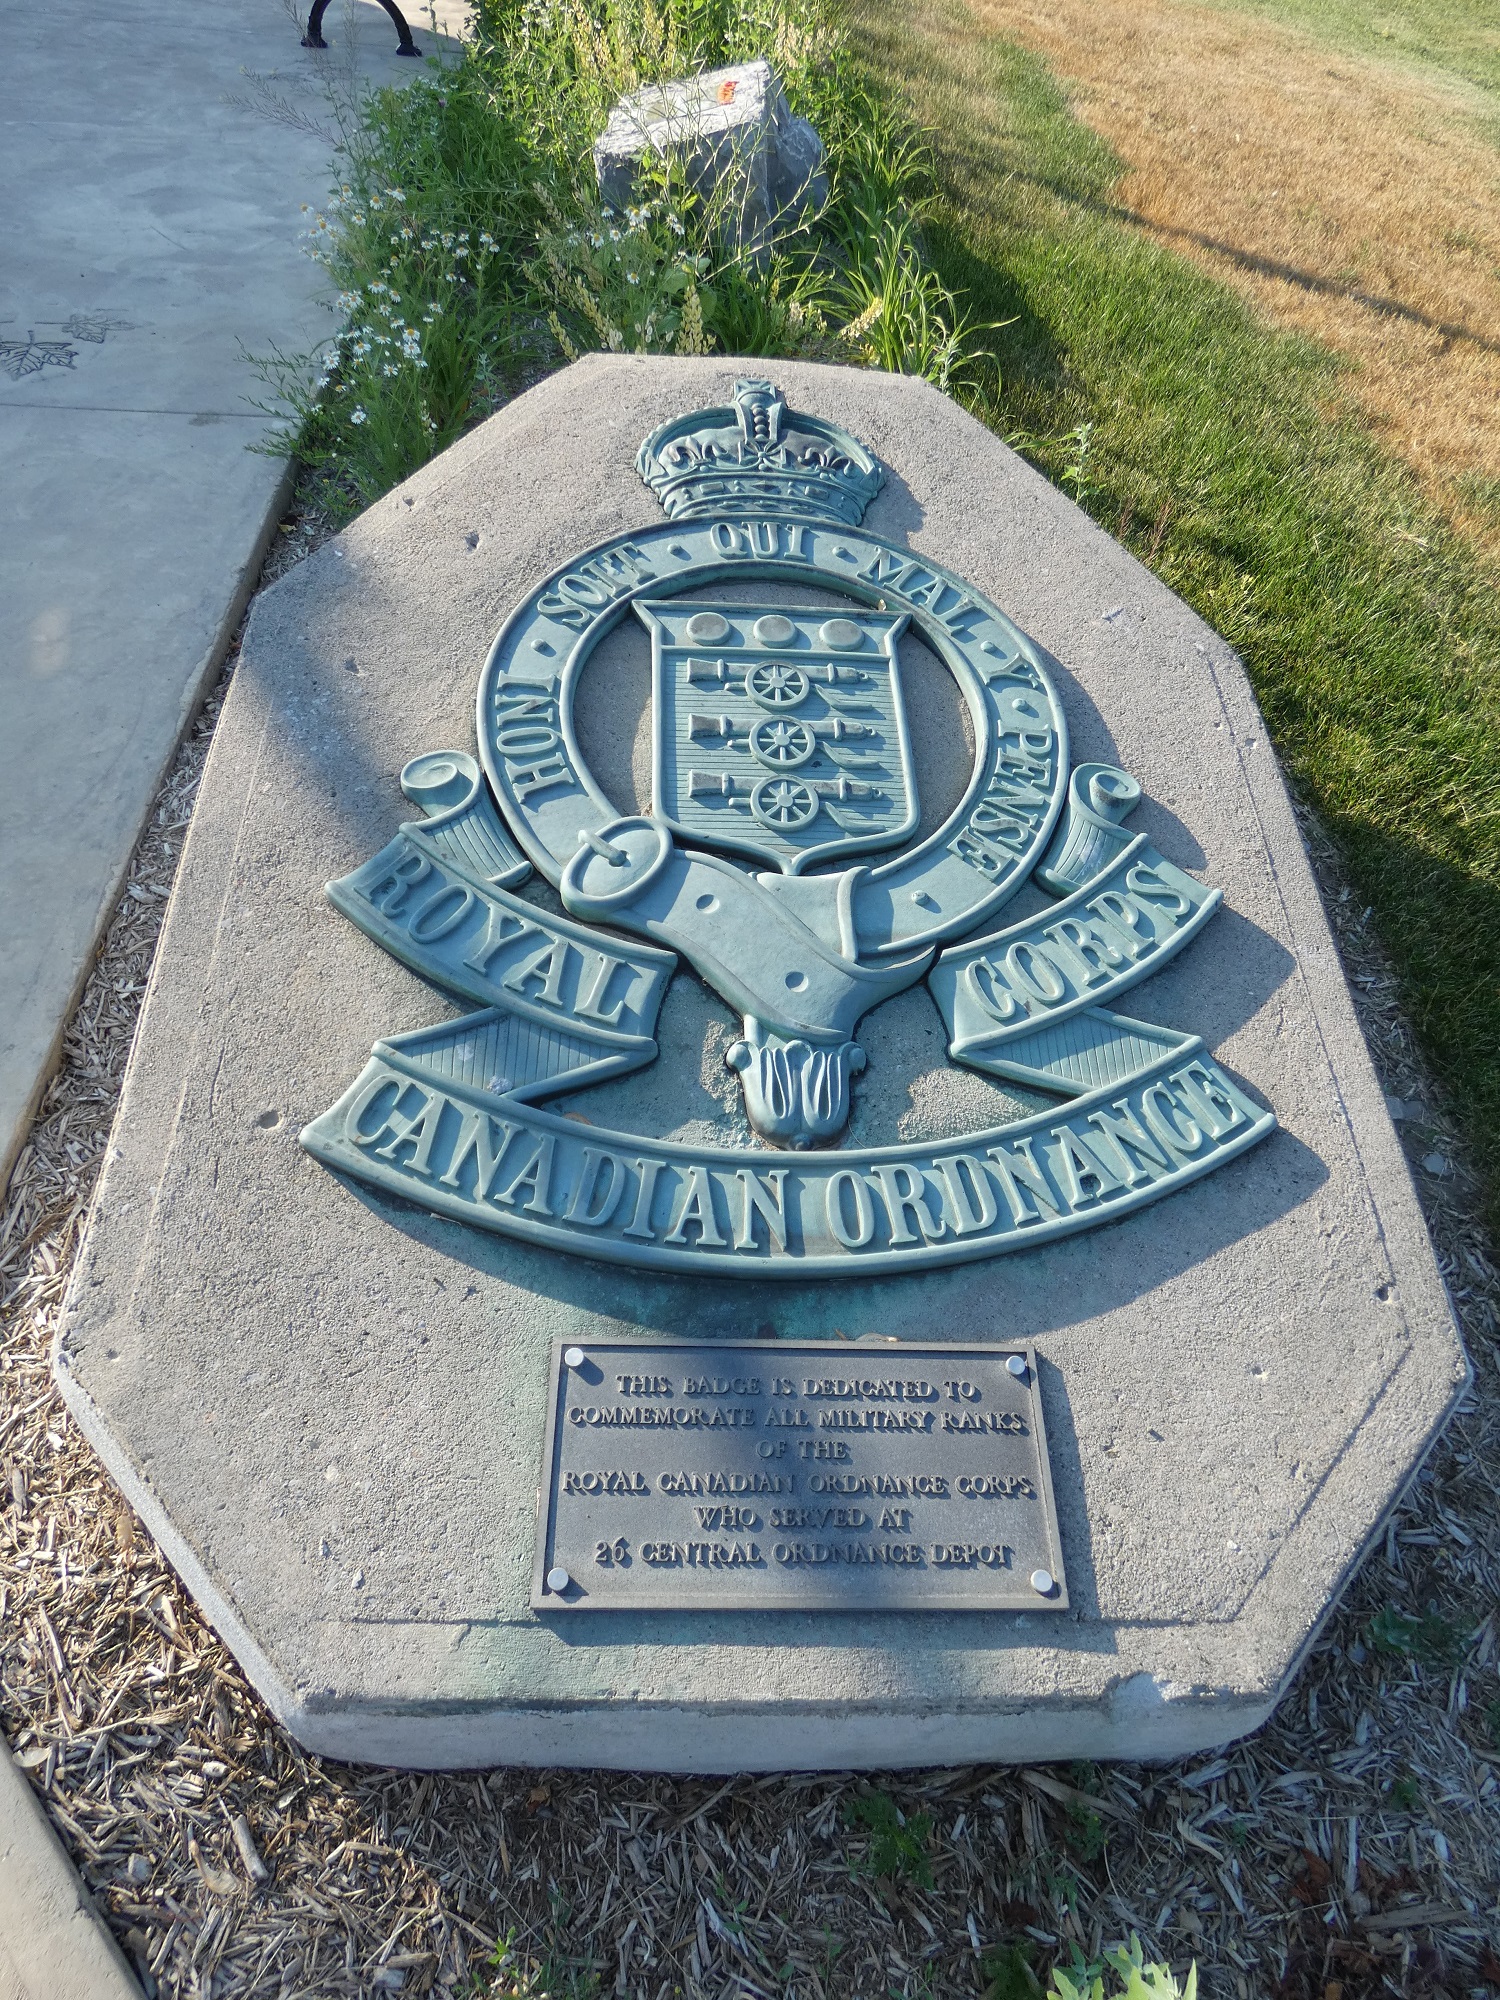 HONI · SOIT · QUI · MAL · Y · PENSE
ROYAL CORPS
CANADIAN ORDNANCE
THIS BADGE IS DEDICATED TO
COMMEMORATE ALL MILITARY RANKS
OF THE
ROYAL CANADIAN ORDNANCE CORPS
WHO SERVED AT
26 CENTRAL ORDNANCE DEPOT